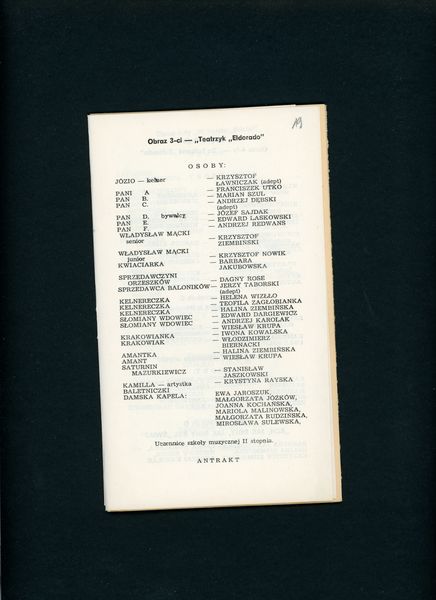 19
Obraz 3-ci — „Teatrzyk „Eldorado"
OSOBY:
JÓZIO — kelner — KRZYSZTOF
ŁAWNICZAK (adept)
PANI A — FRANCISZEK UTKO
PAN B. — MARIAN SZUL
PAN C. — ANDRZEJ DĘBSKI
(adept)
PAN D. bywalcy — JÓZEF SAJDAK
PAN E. — EDWARD LASKOWSKI
PAN F. — ANDRZEJ REDWANS
WŁADYSŁAW MĄCKI — KRZYSZTOF
senior ZIEMBIŃSKI
WŁADYSŁAW MĄCKI
junior — KRZYSZTOF NOWIK
KWIACIARKA — BARBARA
JAKUBOWSKA
SPRZEDAWCZYNI
ORZESZKÓW — DAGNY ROSE
SPRZEDAWCA BALONIKÓW — JERZY TABORSKI
(adept)
KELNERECZKA — HELENA WIZŁŁO
KELNERECZKA — TEOFILA ZAGŁOBIANKA
KELNERECZKA — HALINA ZIEMBIŃSKA
SŁOMIANY WDOWIEC — EDWARD DARGIEWICZ
SŁOMIANY WDOWIEC — ANDRZEJ KAROLAK
— WIESŁAW KRUPA
KRAKOWIANKA — IWONA KOWALSKA
KRAKOWIAK — WŁODZIMIERZ
BIERNACKI
AMANTKA — HALINA ZIEMBIŃSKA
AMANT — WIESŁAW KRUPA
SATURNIN
MAZURKIEWICZ — STANISŁAW
JASZKOWSKI
KAMILLA — artystka — KRYSTYNA RAYSKA
BALETNICZKI
DAMSKA KAPELA: EWA JAROSZUK,
MAŁGORZATA JÓZKÓW,
JOANNA KOCHAŃSKA,
MARIOLA MALINOWSKA,
MAŁGORZATA RUDZIŃSKA,
MIROSŁAWA SULEWSKA,
Uczennice szkoły muzycznej II stopnia.
ANTRAKT